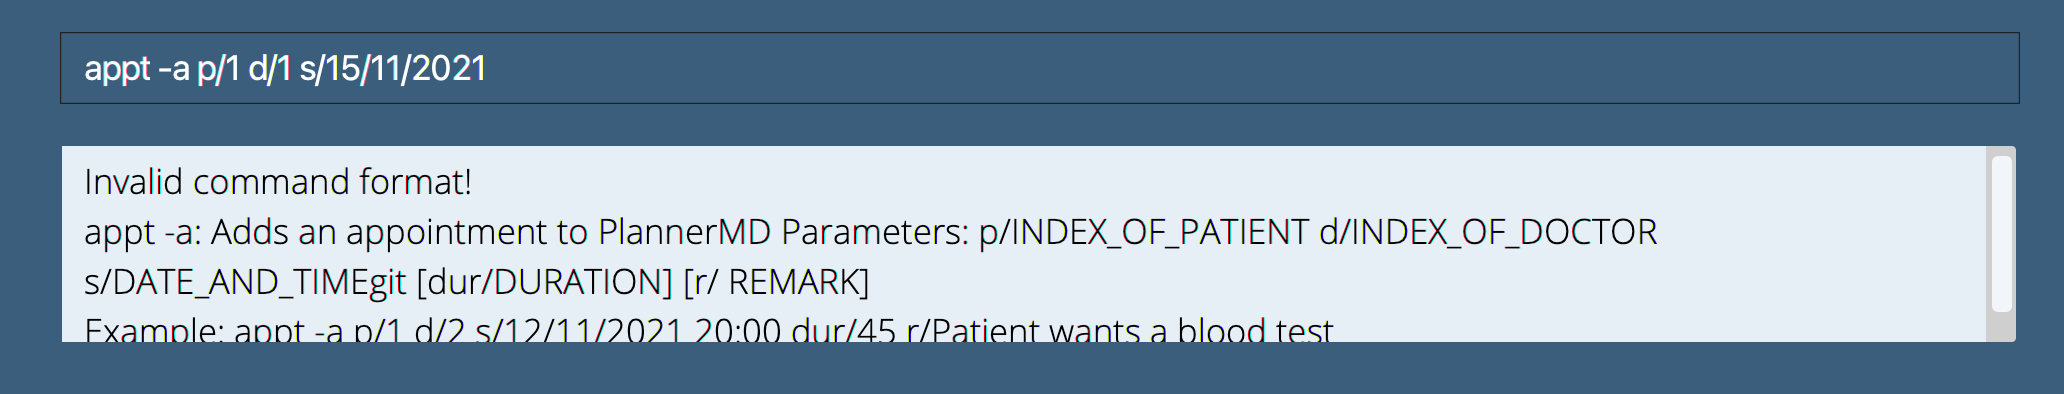 appt -a p/1 d/1 s/15/11/2021
Invalid command format!
appt -a: Adds an appointment to PlannerMD Parameters: p/INDEX_OF_PATIENT d/INDEX_OF_DOCTOR
s/DATE_AND_TIMEgit [dur/DURATION] [r/ REMARK]
Example: appt -a p/1 d/2 s/12/11/2021 20:00 dur/45 r/Patient wants a blood test